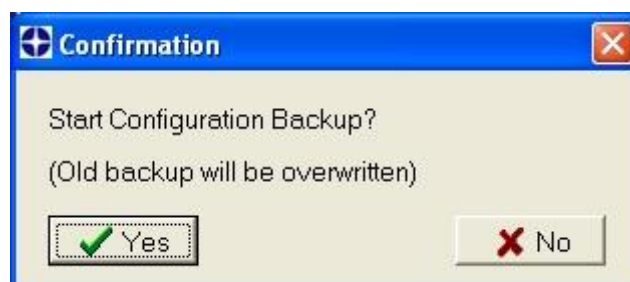 Confirmation
Start Configuration Backup?
(Old backup will be overwritten)
Yes
No